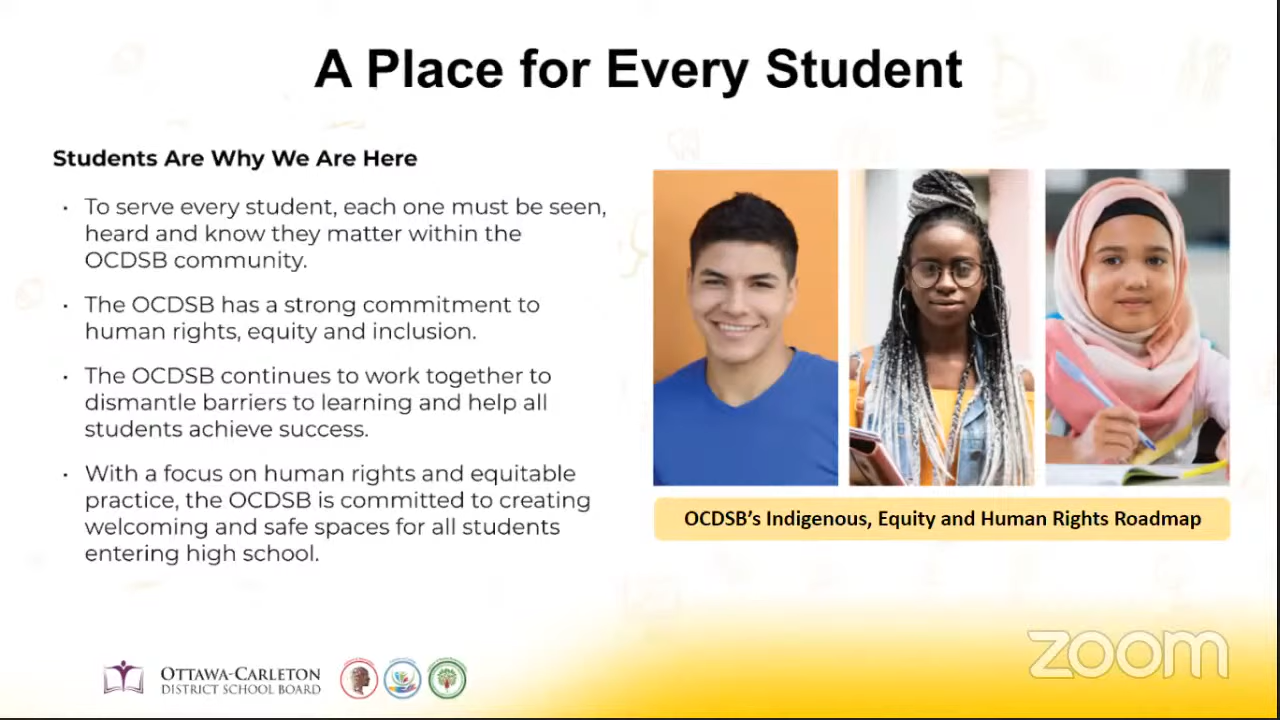 A Place for Every Student
Students Are Why We Are Here
· To serve every student, each one must be seen,
heard and know they matter within the
OCDSB community.
· The OCDSB has a strong commitment to
human rights, equity and inclusion.
· The OCDSB continues to work together to
dismantle barriers to learning and help all
students achieve success.
· With a focus on human rights and equitable
practice, the OCDSB is committed to creating
welcoming and safe spaces for all students
entering high school.
OCDSB's Indigenous, Equity and Human Rights Roadmap
OTTAWA-CARLETON
DISTRICT SCHOOL BOARD
zoom